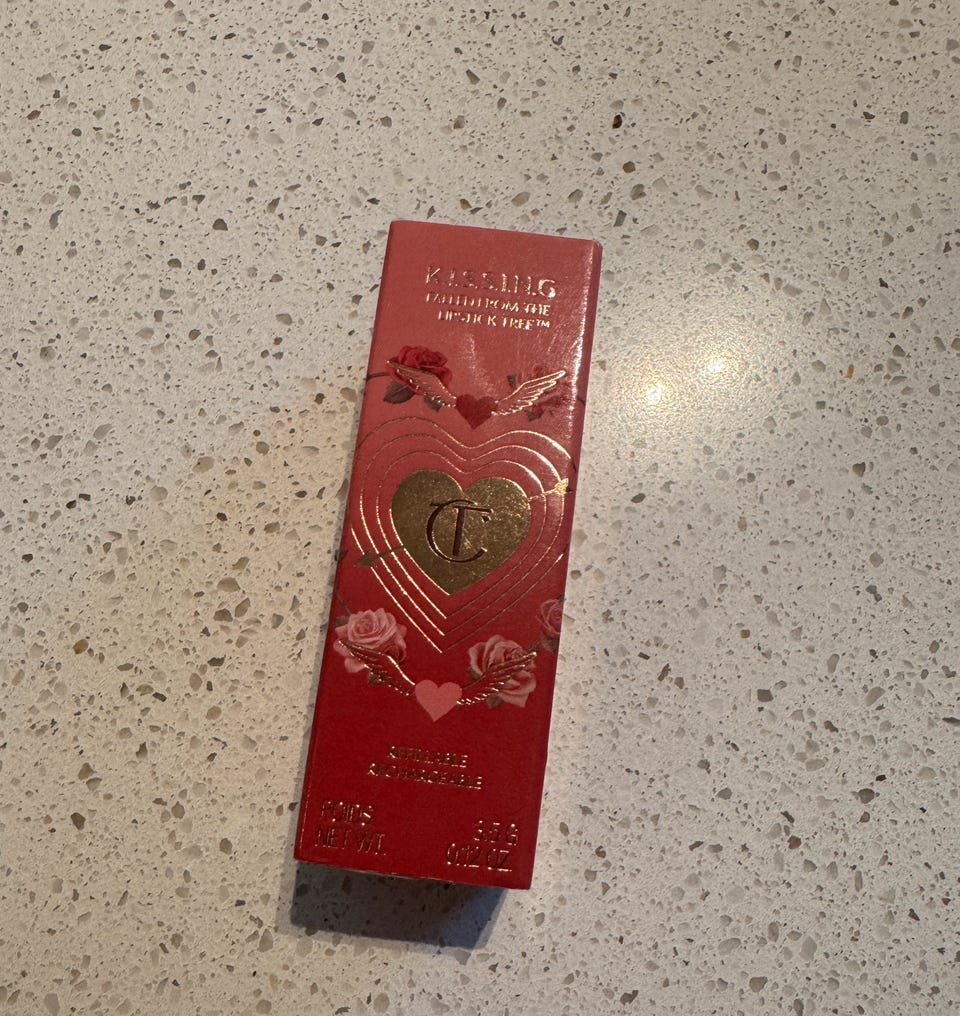 K.I.S.S.I.N.G
FALLEN FROM THE
LIPSTICK TREE™
CT
REFILLABLE
RECHARGEABLE
POIDS 3.5 G
NET WT. 0.12 OZ.